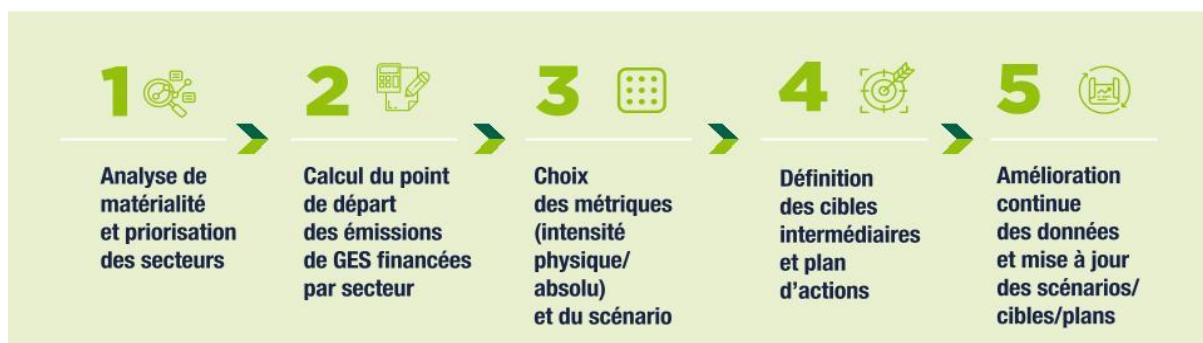 1
Analyse de
matérialité
et priorisation
des secteurs
2
Calcul du point
de départ
des émissions
de GES financées
par secteur
3
Choix
des métriques
(intensité
physique/
absolu)
et du scénario
4
Définition
des cibles
intermédiaires
et plan
d’actions
5
Amélioration
continue
des données
et mise à jour
des scénarios/
cibles/plans